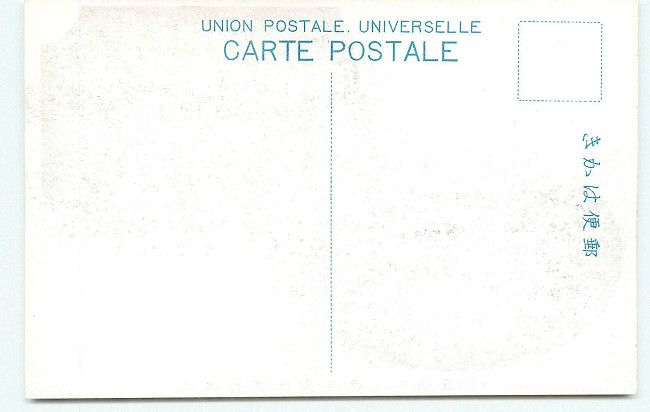 UNION POSTALE. UNIVERSELLE
CARTE POSTALE
郵便はかき